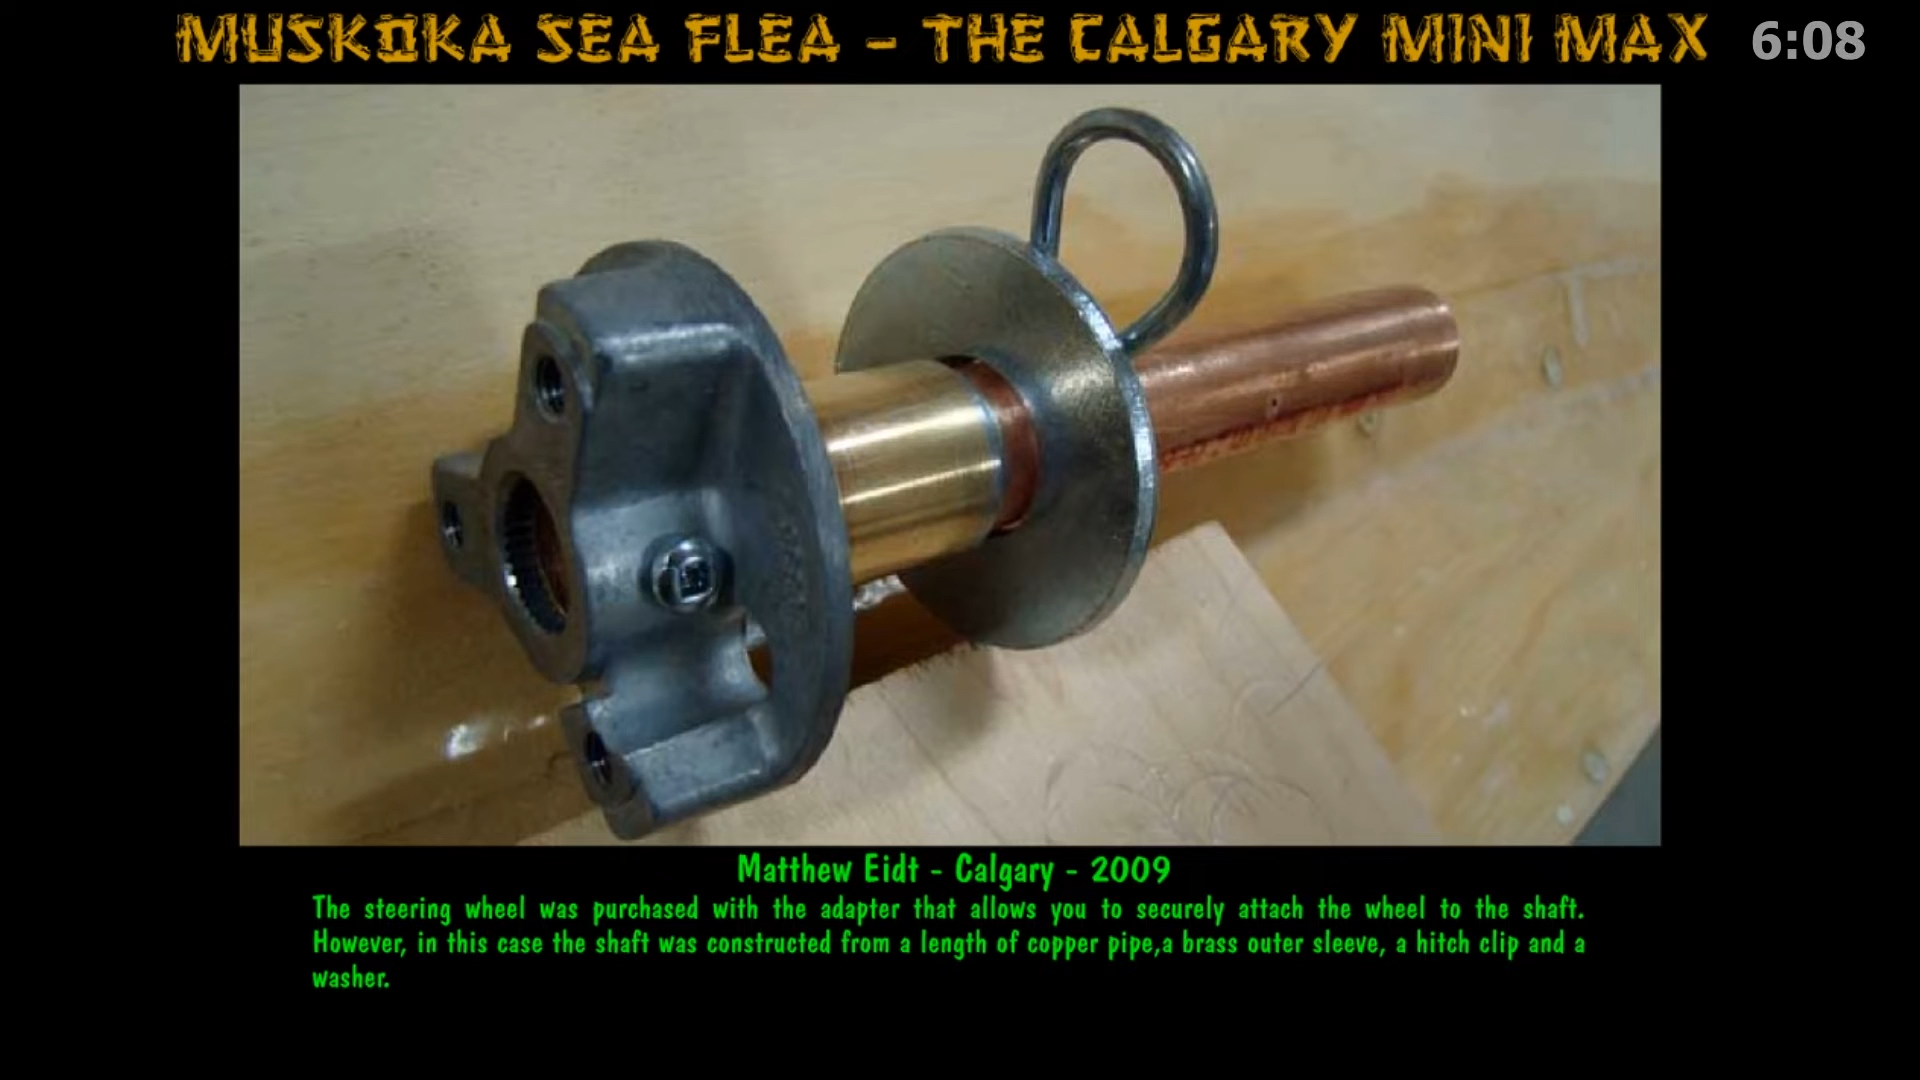 MUSKOKA SEA FLEA - THE CALGARY MINI MAX 6:08
Matthew Eidt - Calgary - 2009
The steering wheel was purchased with the adapter that allows you to securely attach the wheel to the shaft.
However, in this case the shaft was constructed from a length of copper pipe,a brass outer sleeve, a hitch clip and a
washer.